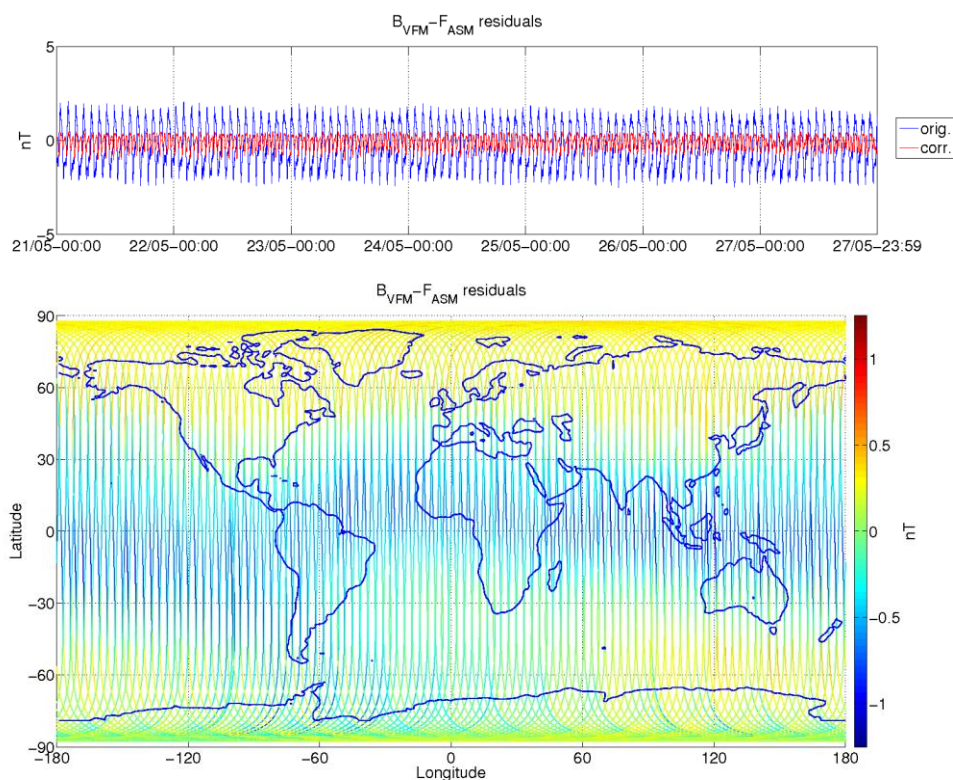 B_VFM−F_ASM residuals
5
0
−5
nT
21/05−00:00 22/05−00:00 23/05−00:00 24/05−00:00 25/05−00:00 26/05−00:00 27/05−00:00 27/05−23:59
orig.
corr.
B_VFM−F_ASM residuals
90
60
30
0
−30
−60
−90
Latitude
−180 −120 −60 0 60 120 180
Longitude
1
0.5
0
−0.5
−1
nT